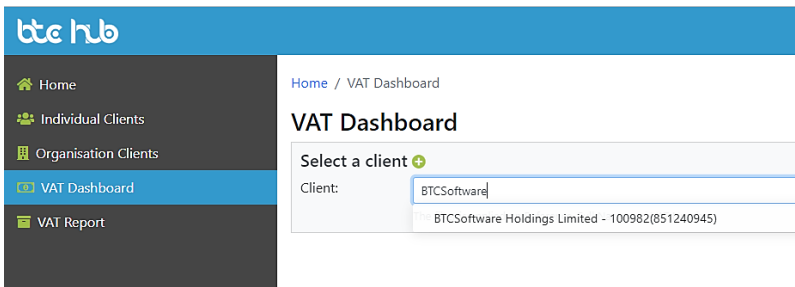 btc hub
Home
Individual Clients
Organisation Clients
VAT Dashboard
VAT Report
Home / VAT Dashboard
VAT Dashboard
Select a client
Client:
BTCSoftware
BTCSoftware Holdings Limited - 100982(851240945)